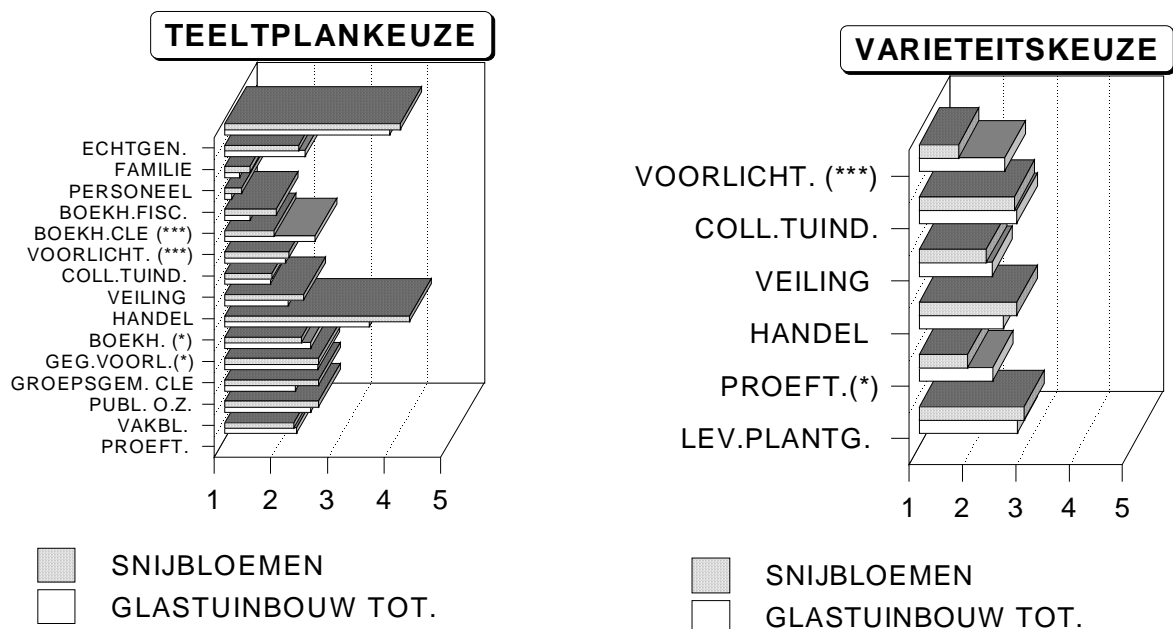 TEELTPLANKEUZE
ECHTGEN.
FAMILIE
PERSONEEL
BOEKH.FISC.
BOEKH.CLE (***)
VOORLICHT. (***)
COLL.TUIND.
VEILING
HANDEL
BOEKH. (*)
GEG.VOORL.(*)
GROEPSGEM. CLE
PUBL. O.Z.
VAKBL.
PROEFT.
1 2 3 4 5
SNIJBLOEMEN
GLASTUINBOUW TOT.
VARIETEITSKEUZE
VOORLICHT. (***)
COLL.TUIND.
VEILING
HANDEL
PROEFT.(*)
LEV.PLANTG.
1 2 3 4 5
SNIJBLOEMEN
GLASTUINBOUW TOT.